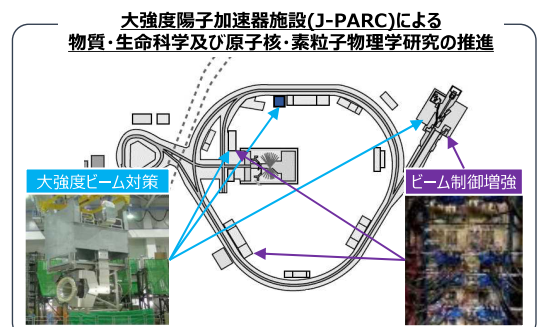 大強度陽子加速器施設(J-PARC)による
物質・生命科学及び原子核・素粒子物理学研究の推進
大強度ビーム対策
ビーム制御増強